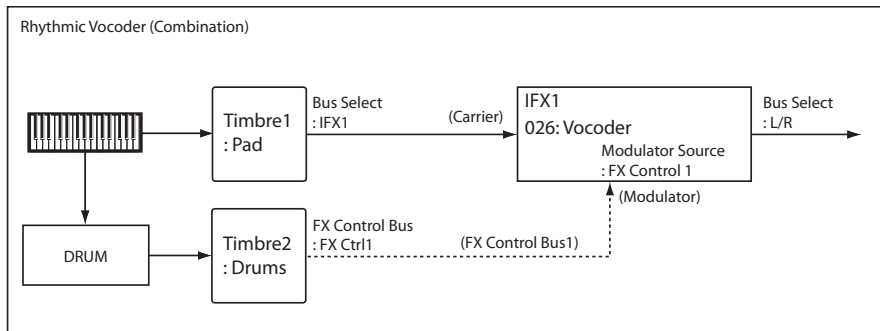 Rhythmic Vocoder (Combination)
Timbre1
: Pad
Bus Select
: IFX1
(Carrier)
IFX1
026: Vocoder
Modulator Source
: FX Control 1
Bus Select
: L/R
(Modulator)
DRUM
Timbre2
: Drums
FX Control Bus
: FX Ctrl1
(FX Control Bus1)